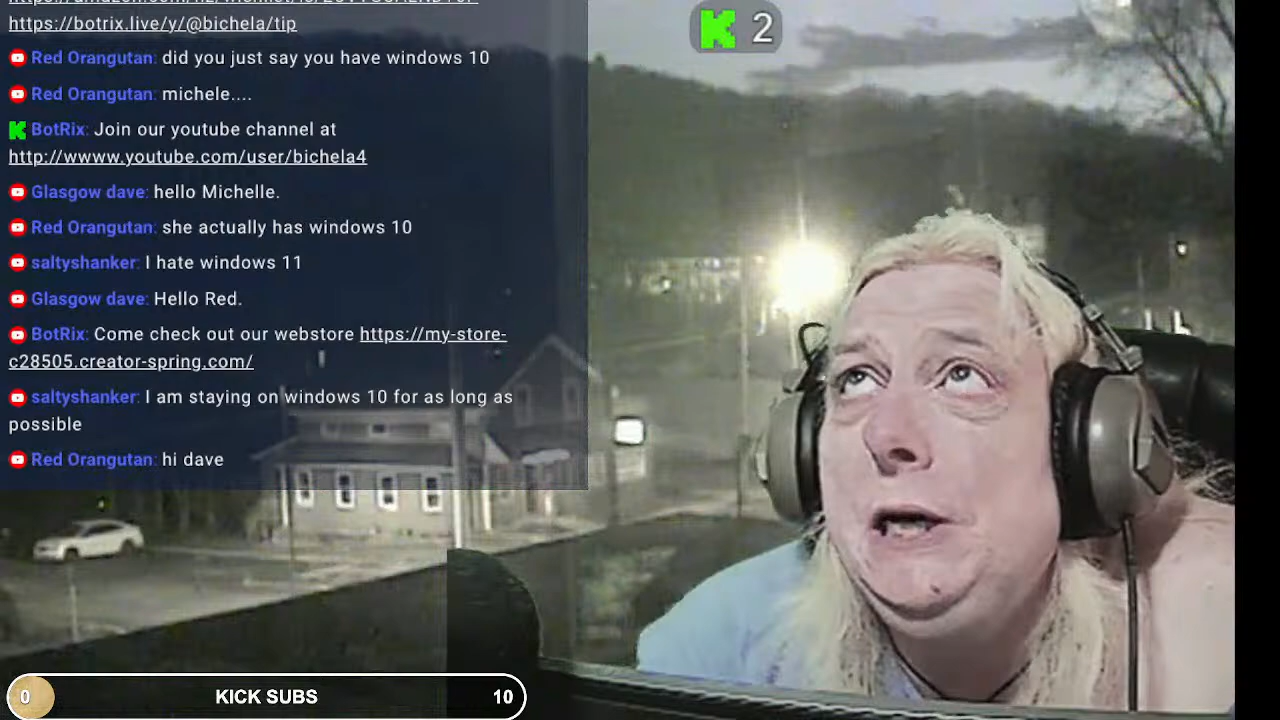 https://botrix.live/y/@bichela/tip
Red Orangutan: did you just say you have windows 10
Red Orangutan: michele....
BotRix: Join our youtube channel at
http://wwww.youtube.com/user/bichela4
Glasgow dave: hello Michelle.
Red Orangutan: she actually has windows 10
saltyshanker: I hate windows 11
Glasgow dave: Hello Red.
BotRix: Come check out our webstore https://my-store-
c28505.creator-spring.com/
saltyshanker: I am staying on windows 10 for as long as
possible
Red Orangutan: hi dave
K 2
0 KICK SUBS 10